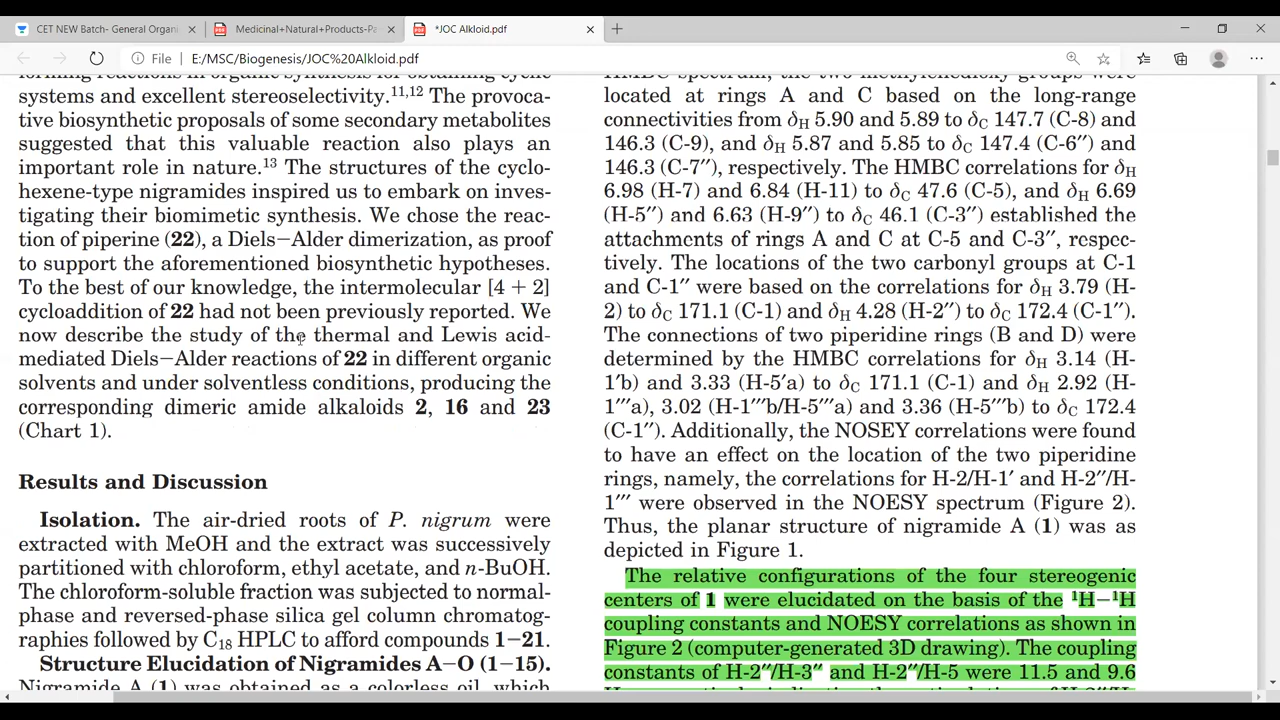 CET NEW Batch- General Organi
Medicinal+Natural+Products-Pa
*JOC Alkloid.pdf
File | E:/MSC/Biogenesis/JOC%20Alkloid.pdf
forming reactions in organic synthesis for obtaining cyclic
systems and excellent stereoselectivity.11,12 The provoca-
tive biosynthetic proposals of some secondary metabolites
suggested that this valuable reaction also plays an
important role in nature.13 The structures of the cyclo-
hexene-type nigramides inspired us to embark on inves-
tigating their biomimetic synthesis. We chose the reac-
tion of piperine (22), a Diels−Alder dimerization, as proof
to support the aforementioned biosynthetic hypotheses.
To the best of our knowledge, the intermolecular [4 + 2]
cycloaddition of 22 had not been previously reported. We
now describe the study of the thermal and Lewis acid-
mediated Diels−Alder reactions of 22 in different organic
solvents and under solventless conditions, producing the
corresponding dimeric amide alkaloids 2, 16 and 23
(Chart 1).
Results and Discussion
Isolation. The air-dried roots of P. nigrum were
extracted with MeOH and the extract was successively
partitioned with chloroform, ethyl acetate, and n-BuOH.
The chloroform-soluble fraction was subjected to normal-
phase and reversed-phase silica gel column chromatog-
raphies followed by C18 HPLC to afford compounds 1−21.
Structure Elucidation of Nigramides A−O (1−15).
Nigramide A (1) was obtained as a colorless oil, which
HMBC spectrum, the two methylenedioxy groups were
located at rings A and C based on the long-range
connectivities from δH 5.90 and 5.89 to δC 147.7 (C-8) and
146.3 (C-9), and δH 5.87 and 5.85 to δC 147.4 (C-6″) and
146.3 (C-7″), respectively. The HMBC correlations for δH
6.98 (H-7) and 6.84 (H-11) to δC 47.6 (C-5), and δH 6.69
(H-5″) and 6.63 (H-9″) to δC 46.1 (C-3″) established the
attachments of rings A and C at C-5 and C-3″, respec-
tively. The locations of the two carbonyl groups at C-1
and C-1″ were based on the correlations for δH 3.79 (H-
2) to δC 171.1 (C-1) and δH 4.28 (H-2″) to δC 172.4 (C-1″).
The connections of two piperidine rings (B and D) were
determined by the HMBC correlations for δH 3.14 (H-
1′b) and 3.33 (H-5′a) to δC 171.1 (C-1) and δH 2.92 (H-
1‴a), 3.02 (H-1‴b/H-5‴a) and 3.36 (H-5‴b) to δC 172.4
(C-1″). Additionally, the NOSEY correlations were found
to have an effect on the location of the two piperidine
rings, namely, the correlations for H-2/H-1′ and H-2″/H-
1‴ were observed in the NOESY spectrum (Figure 2).
Thus, the planar structure of nigramide A (1) was as
depicted in Figure 1.
The relative configurations of the four stereogenic
centers of 1 were elucidated on the basis of the 1H−1H
coupling constants and NOESY correlations as shown in
Figure 2 (computer-generated 3D drawing). The coupling
constants of H-2″/H-3″ and H-2″/H-5 were 11.5 and 9.6